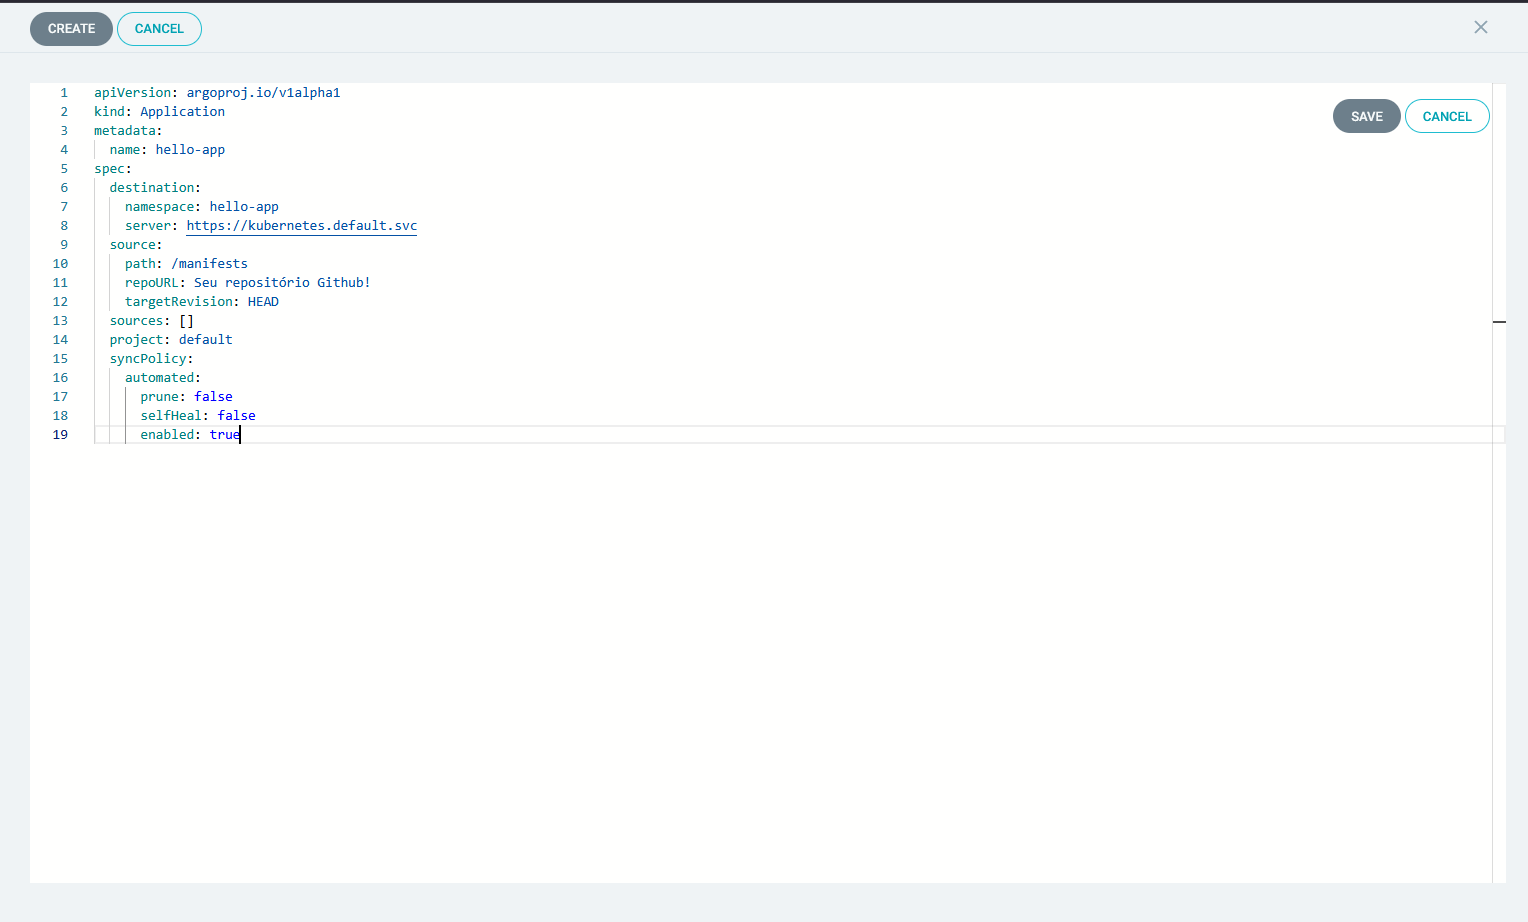 CREATE CANCEL
1 apiVersion: argoproj.io/v1alpha1
2 kind: Application
3 metadata:
4 name: hello-app
5 spec:
6 destination:
7 namespace: hello-app
8 server: https://kubernetes.default.svc
9 source:
10 path: /manifests
11 repoURL: Seu repositório Github!
12 targetRevision: HEAD
13 sources: []
14 project: default
15 syncPolicy:
16 automated:
17 prune: false
18 selfHeal: false
19 enabled: true
SAVE CANCEL